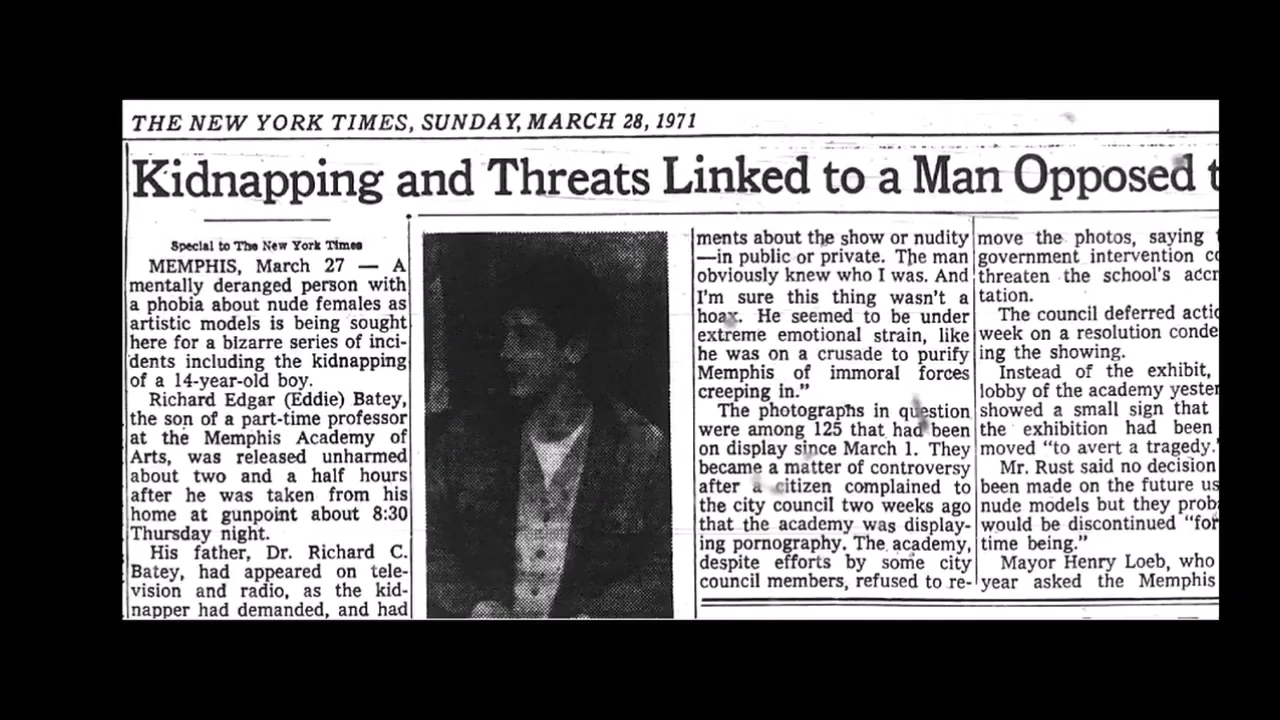 THE NEW YORK TIMES, SUNDAY, MARCH 28, 1971
Kidnapping and Threats Linked to a Man Opposed t
Special to The New York Times
MEMPHIS, March 27 — A
mentally deranged person with
a phobia about nude females as
artistic models is being sought
here for a bizarre series of inci-
dents including the kidnapping
of a 14-year-old boy.
Richard Edgar (Eddie) Batey,
the son of a part-time professor
at the Memphis Academy of
Arts, was released unharmed
about two and a half hours
after he was taken from his
home at gunpoint about 8:30
Thursday night.
His father, Dr. Richard C.
Batey, had appeared on tele-
vision and radio, as the kid-
napper had demanded, and had
ments about the show or nudity
—in public or private. The man
obviously knew who I was. And
I'm sure this thing wasn't a
hoax. He seemed to be under
extreme emotional strain, like
he was on a crusade to purify
Memphis of immoral forces
creeping in."
The photographs in question
were among 125 that had been
on display since March 1. They
became a matter of controversy
after a citizen complained to
the city council two weeks ago
that the academy was display-
ing pornography. The academy,
despite efforts by some city
council members, refused to re-
move the photos, saying
government intervention co
threaten the school's accr
tation.
The council deferred actio
week on a resolution conde
ing the showing.
Instead of the exhibit,
lobby of the academy yester
showed a small sign that
the exhibition had been
moved "to avert a tragedy."
Mr. Rust said no decision
been made on the future us
nude models but they prob
would be discontinued "for
time being."
Mayor Henry Loeb, who
year asked the Memphis